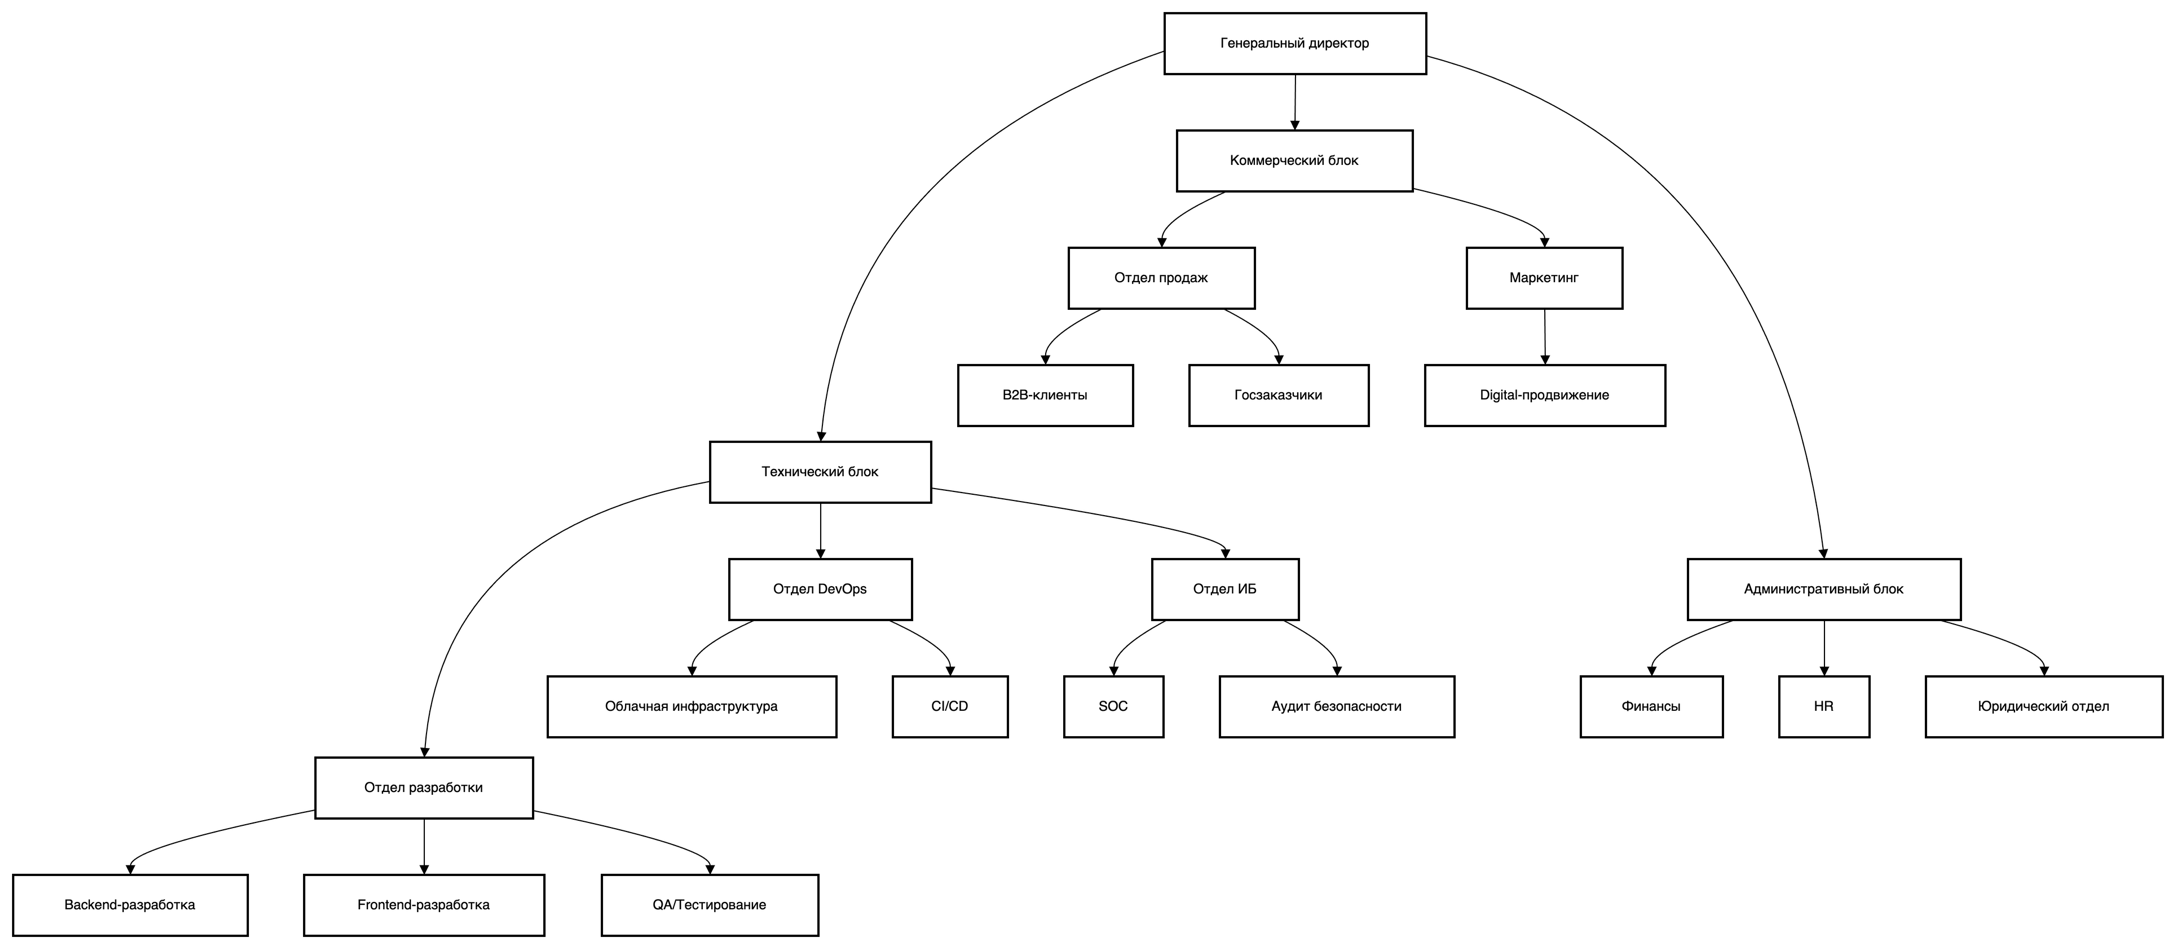 Генеральный директор
Коммерческий блок
Отдел продаж
Маркетинг
B2B-клиенты
Госзаказчики
Digital-продвижение
Технический блок
Отдел DevOps
Отдел ИБ
Административный блок
Облачная инфраструктура
CI/CD
SOC
Аудит безопасности
Финансы
HR
Юридический отдел
Отдел разработки
Backend-разработка
Frontend-разработка
QA/Тестирование